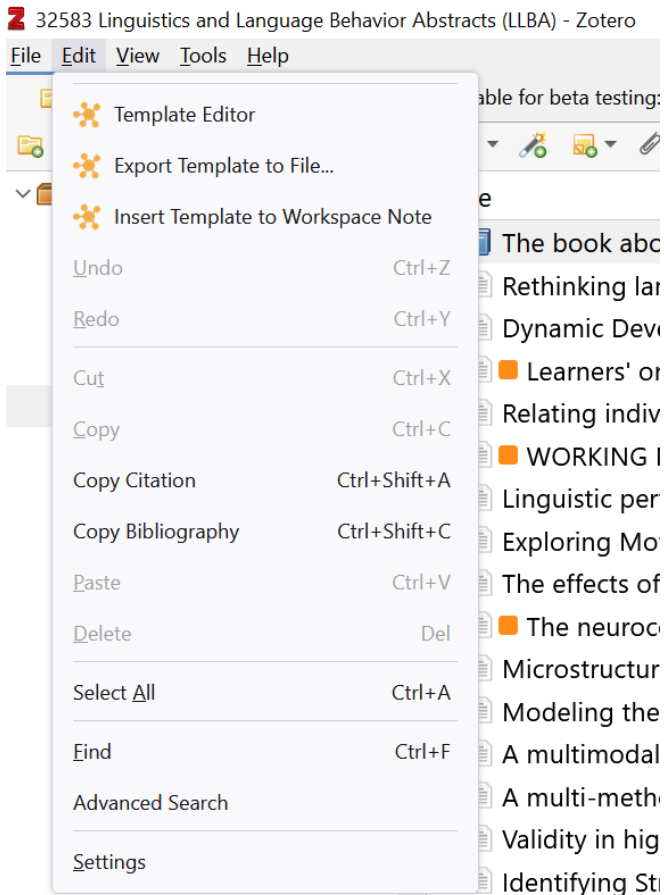 32583 Linguistics and Language Behavior Abstracts (LLBA) - Zotero
File Edit View Tools Help
able for beta testing:
Template Editor
Export Template to File...
Insert Template to Workspace Note
Undo Ctrl+Z
Redo Ctrl+Y
Cut Ctrl+X
Copy Ctrl+C
Copy Citation Ctrl+Shift+A
Copy Bibliography Ctrl+Shift+C
Paste Ctrl+V
Delete Del
Select All Ctrl+A
Find Ctrl+F
Advanced Search
Settings
e
The book abo
Rethinking lan
Dynamic Deve
Learners' or
Relating indiv
WORKING
Linguistic per
Exploring Mo
The effects of
The neuroc
Microstructur
Modeling the
A multimodal
A multi-meth
Validity in hig
Identifying St